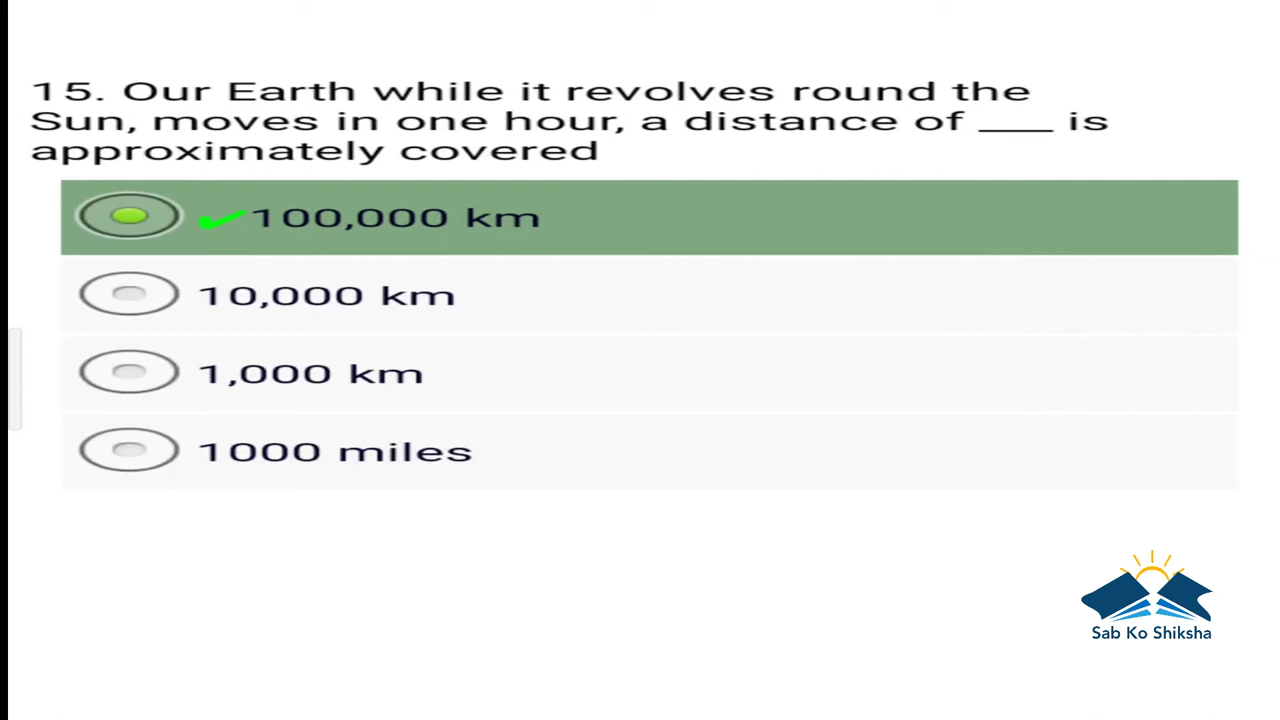 15. Our Earth while it revolves round the
Sun, moves in one hour, a distance of ___ is
approximately covered
✔100,000 km
10,000 km
1,000 km
1000 miles
Sab Ko Shiksha